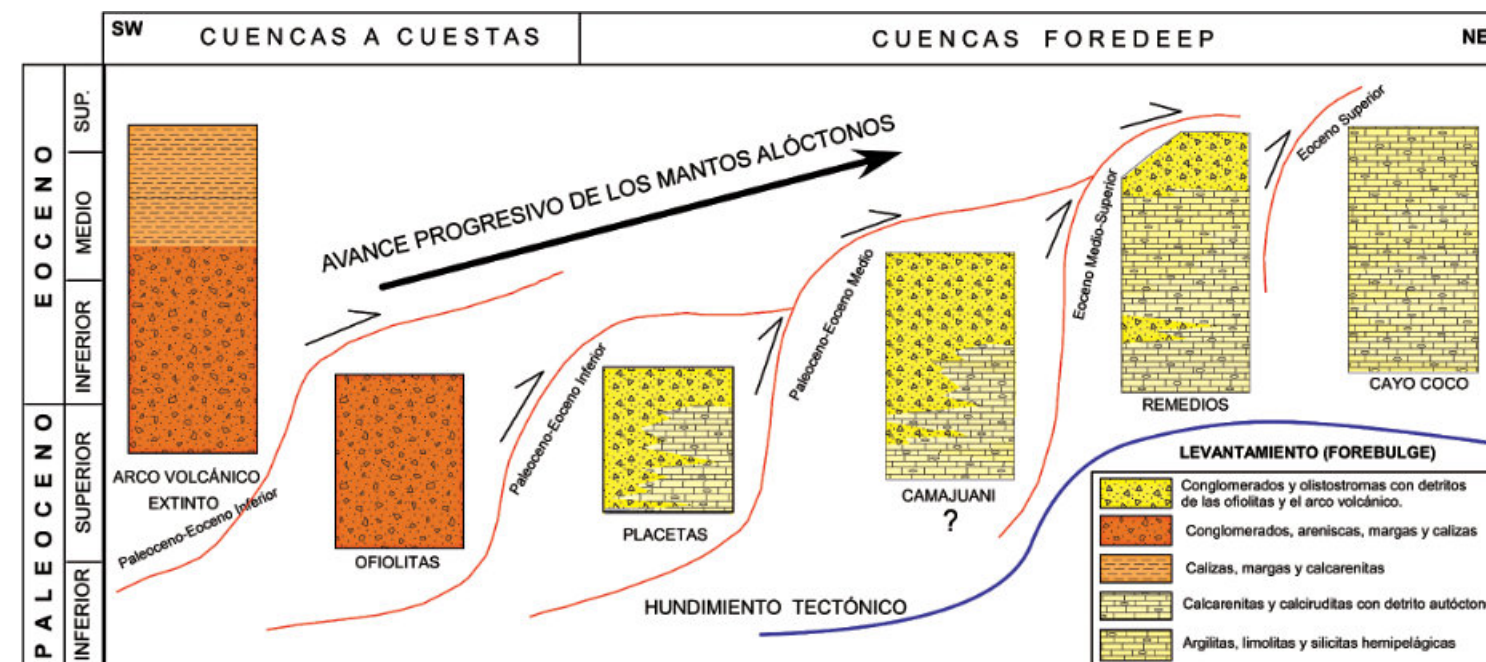 SW
CUENCAS A CUESTAS
CUENCAS FOREDEEP
NE
EOCENO
SUP.
MEDIO
INFERIOR
PALEOCENO
SUPERIOR
INFERIOR
AVANCE PROGRESIVO DE LOS MANTOS ALÓCTONOS
ARCO VOLCÁNICO
EXTINTO
Paleoceno-Eoceno Inferior
OFIOLITAS
Paleoceno-Eoceno Inferior
PLACETAS
Paleoceno-Eoceno Medio
CAMAJUANI
?
Eoceno Medio-Superior
REMEDIOS
Eoceno Superior
CAYO COCO
HUNDIMIENTO TECTÓNICO
LEVANTAMIENTO (FOREBULGE)
Conglomerados y olistostromas con detritos
de las ofiolitas y el arco volcánico.
Conglomerados, areniscas, margas y calizas
Calizas, margas y calcarenitas
Calcarenitas y calciruditas con detrito autóctono
Argilitas, limolitas y silicitas hemipelágicas